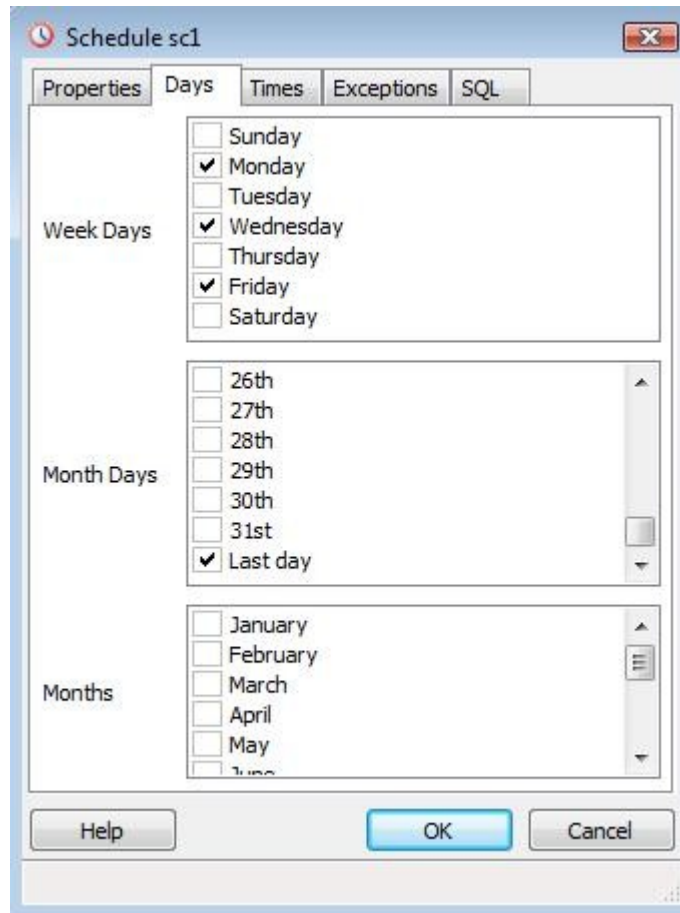 Schedule sc1
Properties Days Times Exceptions SQL
Week Days
Sunday
Monday
Tuesday
Wednesday
Thursday
Friday
Saturday
Month Days
26th
27th
28th
29th
30th
31st
Last day
Months
January
February
March
April
May
June
Help OK Cancel